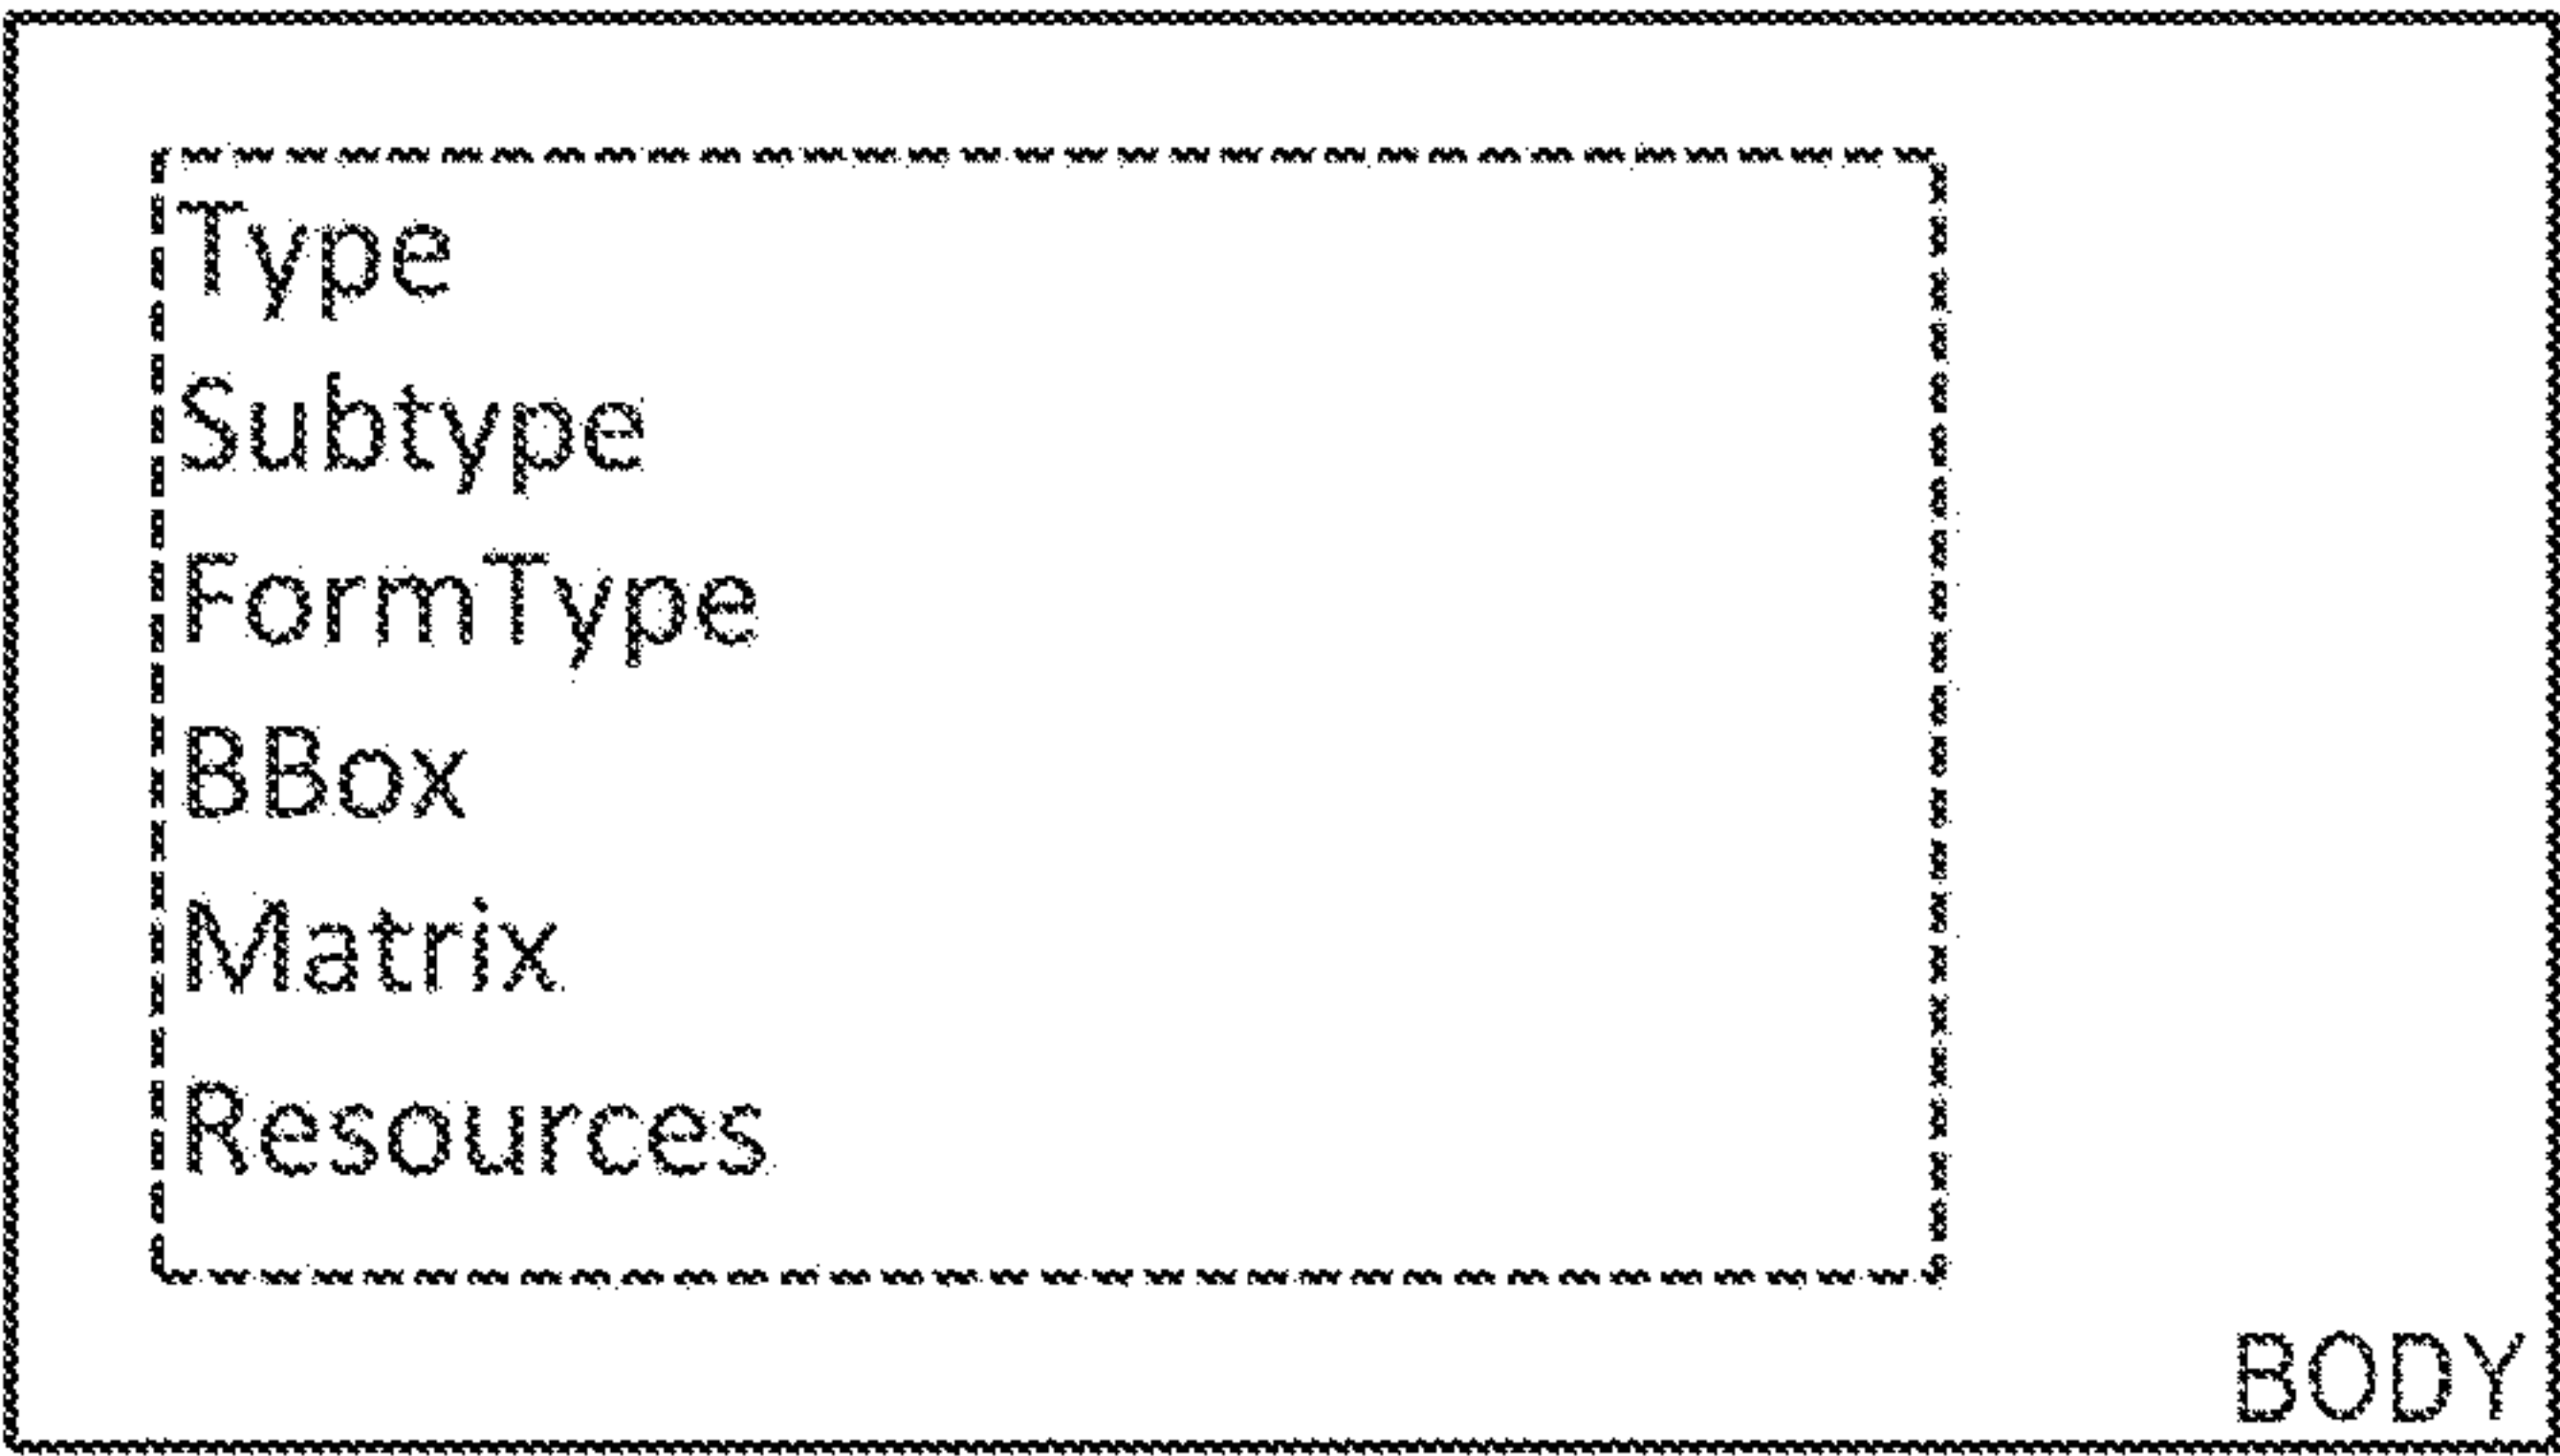 Type
Subtype
FormType
BBox
Matrix
Resources
BODY